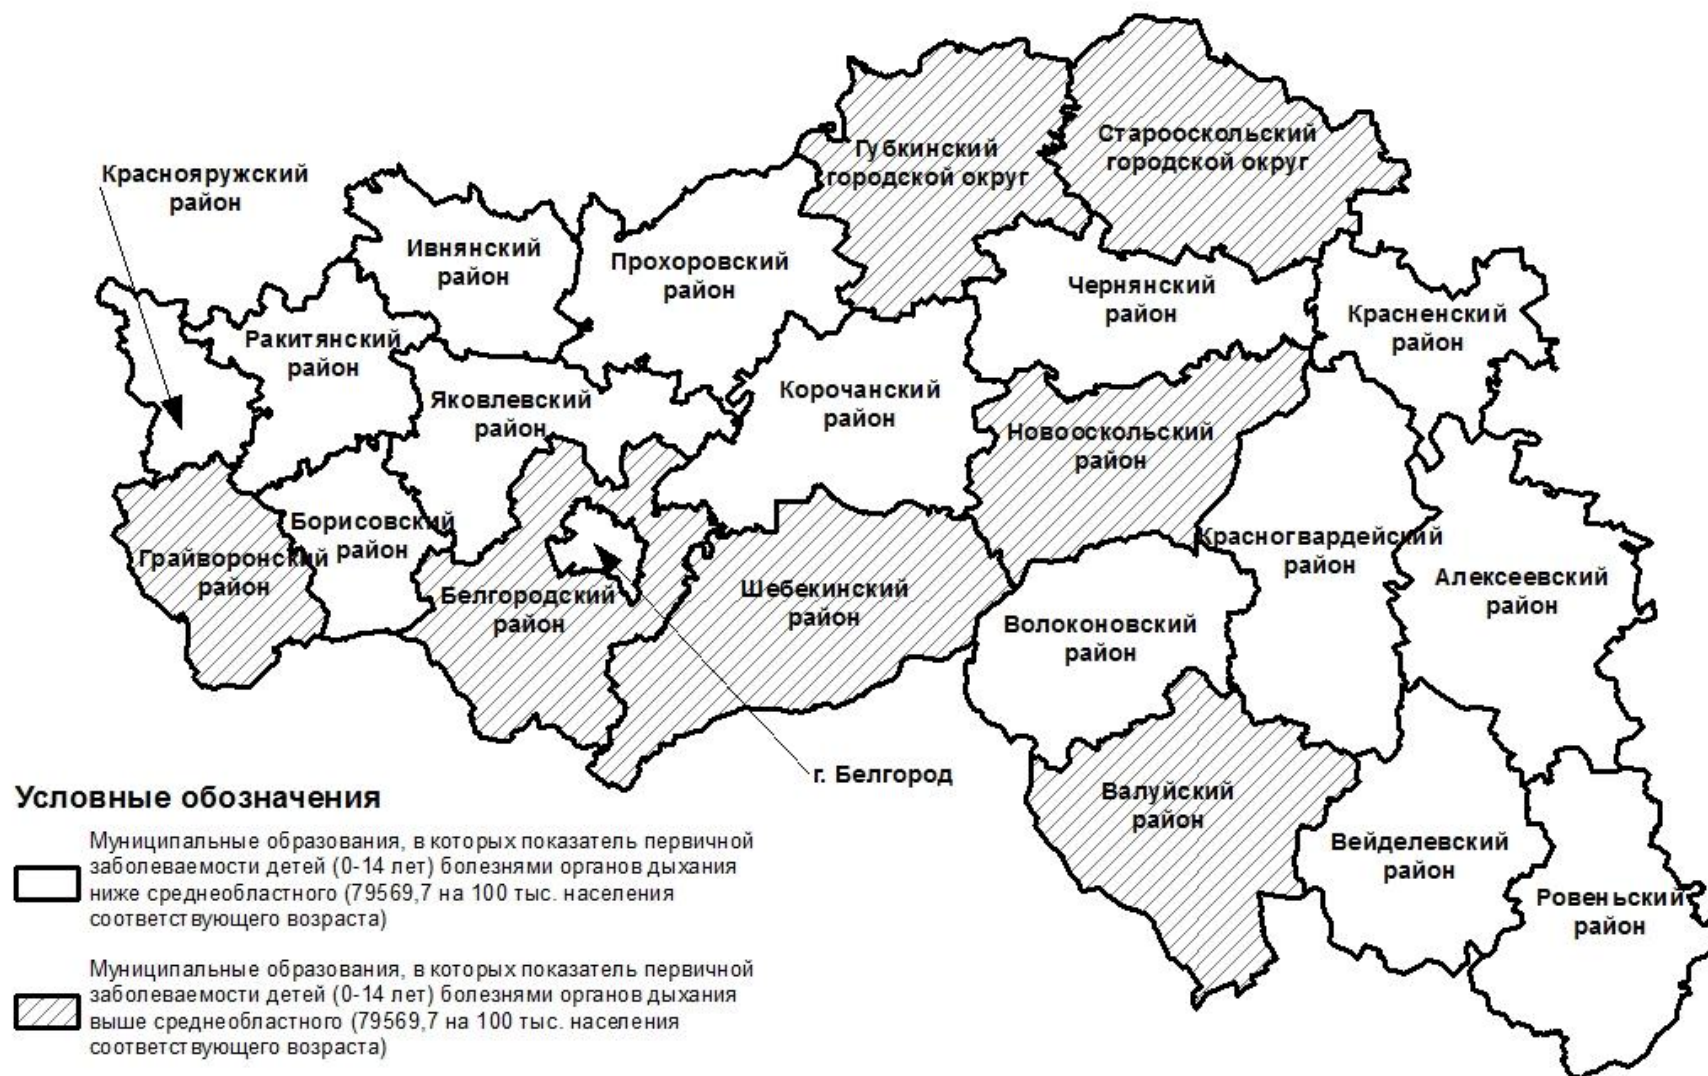 Старооскольский
городской округ
Губкинский
городской округ
Краснояружский
район
Ивнянский
район
Прохоровский
район
Чернянский
район
Красненский
район
Ракитянский
район
Яковлевский
район
Корочанский
район
Новооскольский
район
Борисовский
район
Грайворонский
район
Красногвардейский
район
Белгородский
район
Шебекинский
район
Алексеевский
район
Волоконовский
район
г. Белгород
Валуйский
район
Вейделевский
район
Ровеньский
район
Условные обозначения
Муниципальные образования, в которых показатель первичной
заболеваемости детей (0-14 лет) болезнями органов дыхания
ниже среднеобластного (79569,7 на 100 тыс. населения
соответствующего возраста)
Муниципальные образования, в которых показатель первичной
заболеваемости детей (0-14 лет) болезнями органов дыхания
выше среднеобластного (79569,7 на 100 тыс. населения
соответствующего возраста)